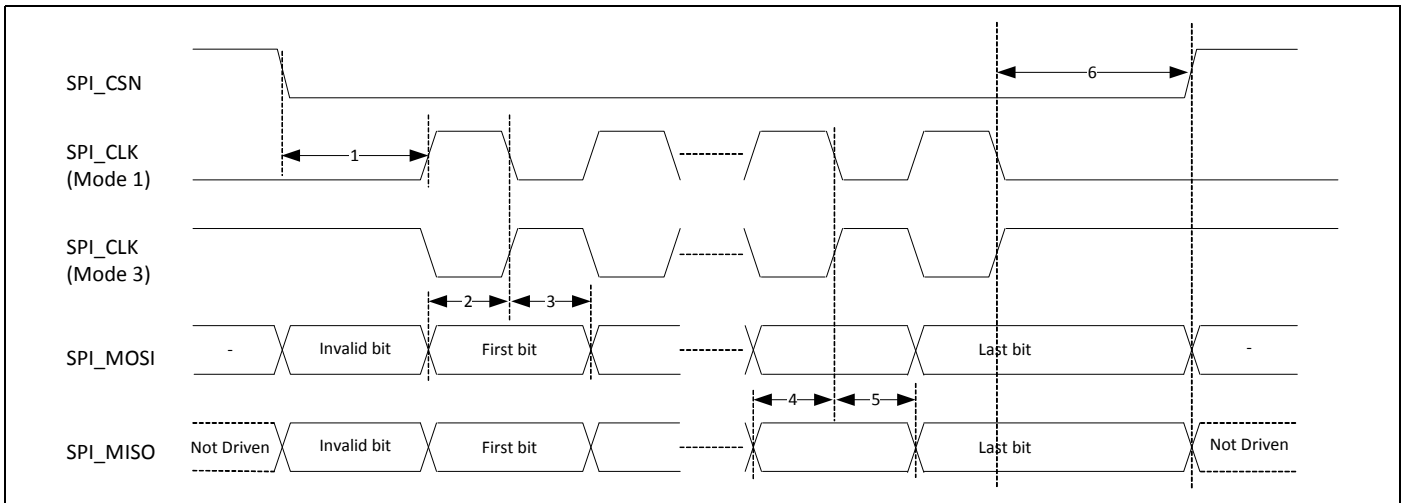 SPI_CSN
6
SPI_CLK
(Mode 1)
1
SPI_CLK
(Mode 3)
2
3
SPI_MOSI
-
Invalid bit
First bit
Last bit
-
4
5
SPI_MISO
Not Driven
Invalid bit
First bit
Last bit
Not Driven